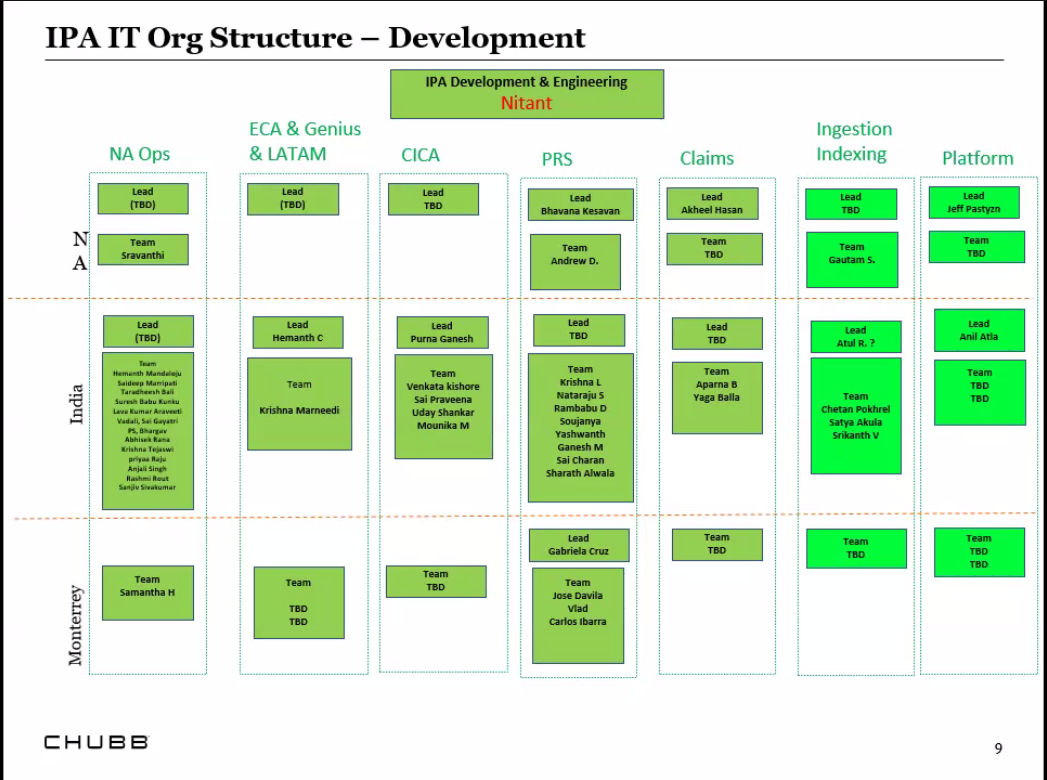 IPA IT Org Structure – Development
IPA Development & Engineering
Nitant
NA Ops
ECA & Genius
& LATAM
CICA
PRS
Claims
Ingestion
Indexing
Platform
N
A
Lead
(TBD)
Team
Sravanthi
Lead
(TBD)
Lead
TBD
Lead
Bhavana Kesavan
Team
Andrew D.
Lead
Akheel Hasan
Team
TBD
Lead
TBD
Team
Gautam S.
Lead
Jeff Pastyzn
Team
TBD
India
Lead
(TBD)
Team
Hemanth Mandaloju
Saideep Marripati
Taradheesh Bali
Suresh Babu Kuriku
Lava Kumar Araveeti
Vadali, Sai Gayatri
PS, Bhargav
Abhisek Rana
Krishna Tejaswi
priyaa Raju
Anjali Singh
Rashmi Rout
Sanjiv Sivakumar
Lead
Hemanth C
Team
Krishna Marneedi
Lead
Purna Ganesh
Team
Venkata kishore
Sai Praveena
Uday Shankar
Mounika M
Lead
TBD
Team
Krishna L
Nataraju S
Rambabu D
Soujanya
Yashwanth
Ganesh M
Sai Charan
Sharath Alwala
Lead
TBD
Team
Aparna B
Yaga Balla
Lead
Atul R. ?
Team
Chetan Pokhrel
Satya Akula
Srikanth V
Lead
Anil Atla
Team
TBD
TBD
Monterrey
Team
Samantha H
Team
TBD
TBD
Team
TBD
Lead
Gabriela Cruz
Team
Jose Davila
Vlad
Carlos Ibarra
Team
TBD
Team
TBD
Team
TBD
TBD
CHUBB
9